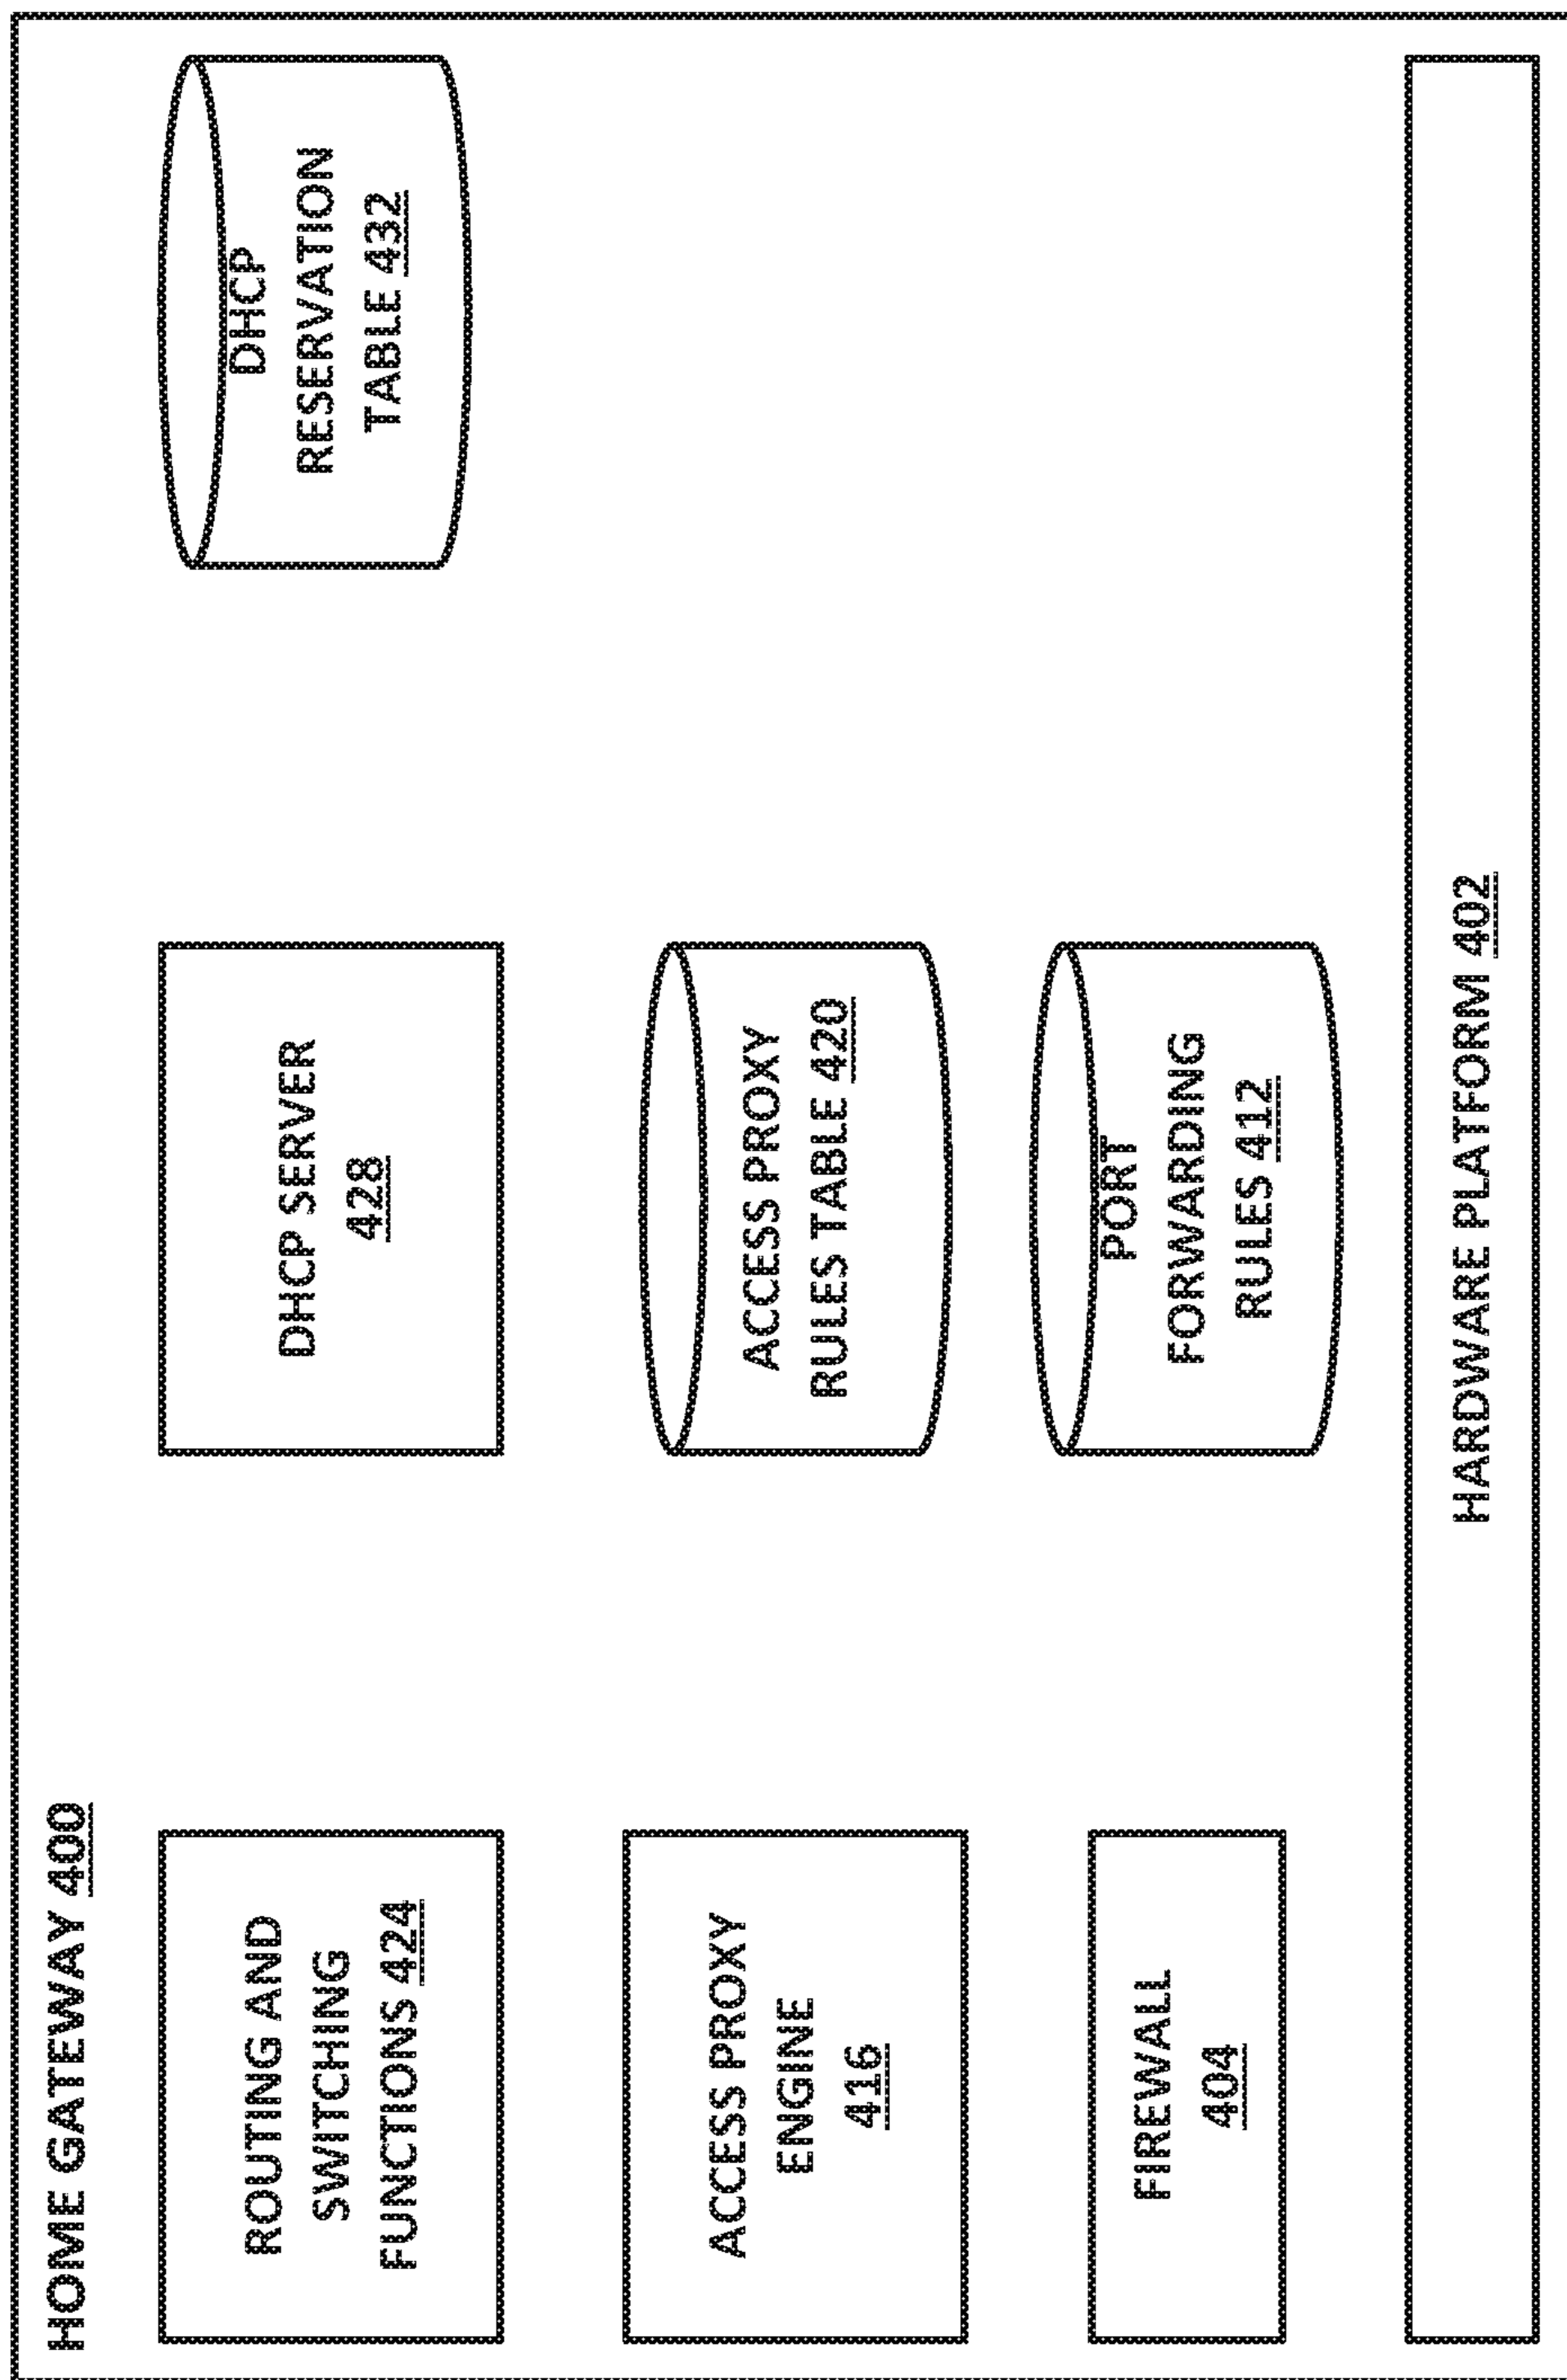 HOME GATEWAY 400
ROUTING AND
SWITCHING
FUNCTIONS 424
DHCP SERVER
428
DHCP
RESERVATION
TABLE 432
ACCESS PROXY
ENGINE
416
ACCESS PROXY
RULES TABLE 420
FIREWALL
404
PORT
FORWARDING
RULES 412
HARDWARE PLATFORM 402